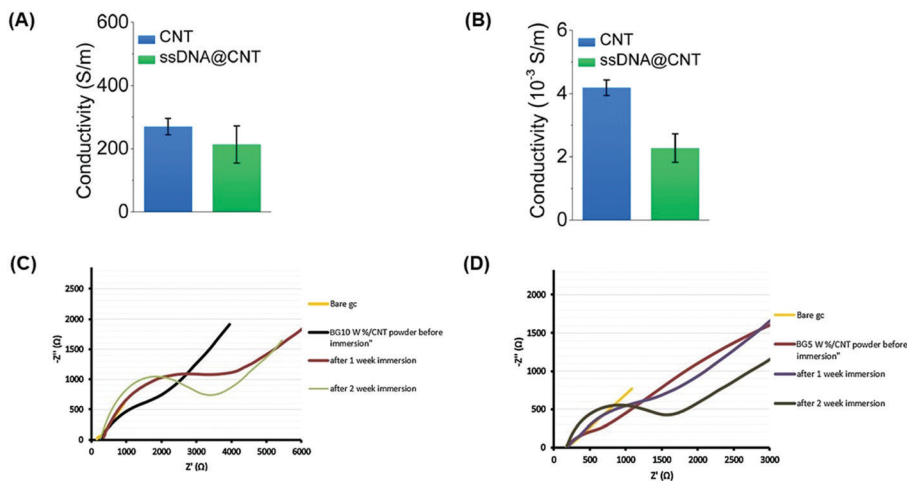 (A)
CNT
ssDNA@CNT
Conductivity (S/m)
600
400
200
0
(B)
CNT
ssDNA@CNT
Conductivity (10⁻³ S/m)
6
4
2
0
(C)
-Z'' (Ω)
2500
2000
1500
1000
500
0
0 1000 2000 3000 4000 5000 6000
Z' (Ω)
Bare gc
BG10 W %/CNT powder before
immersion"
after 1 week immersion
after 2 week immersion
(D)
-Z'' (Ω)
2000
1500
1000
500
0
0 500 1000 1500 2000 2500 3000
Z' (Ω)
Bare gc
BG5 W %/CNT powder before
immersion"
after 1 week immersion
after 2 week immersion